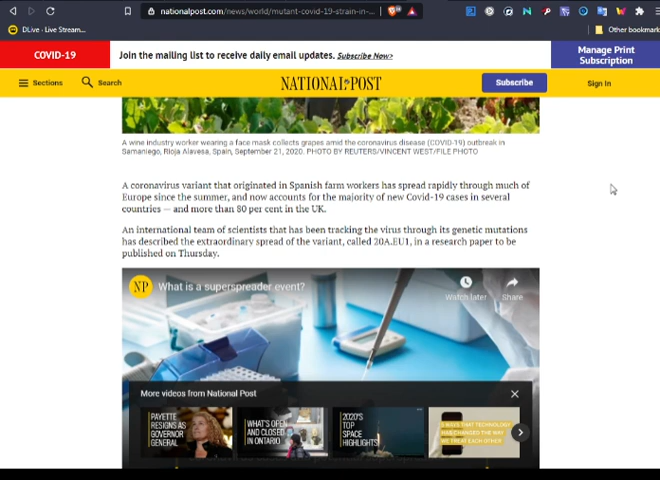 nationalpost.com/news/world/mutant-covid-19-strain-in-...
DLive - Live Stream...
Other bookmark
COVID-19
Join the mailing list to receive daily email updates. Subscribe Now>
Manage Print
Subscription
Sections
Search
NATIONAL POST
Subscribe
Sign In
A wine industry worker wearing a face mask collects grapes amid the coronavirus disease (COVID-19) outbreak in
Samaniego, Rioja Alavesa, Spain, September 21, 2020. PHOTO BY REUTERS/VINCENT WEST/FILE PHOTO
A coronavirus variant that originated in Spanish farm workers has spread rapidly through much of
Europe since the summer, and now accounts for the majority of new Covid-19 cases in several
countries — and more than 80 per cent in the UK.
An international team of scientists that has been tracking the virus through its genetic mutations
has described the extraordinary spread of the variant, called 20A.EU1, in a research paper to be
published on Thursday.
NP
What is a superspreader event?
Watch later
Share
More videos from National Post
PAYETTE
RESIGNS AS
GOVERNOR
GENERAL
WHAT'S OPEN
AND CLOSED
IN ONTARIO
2020'S
TOP
SPACE
HIGHLIGHTS
5 WAYS THAT TECHNOLOGY
HAS CHANGED THE WAY
WE TREAT EACH OTHER